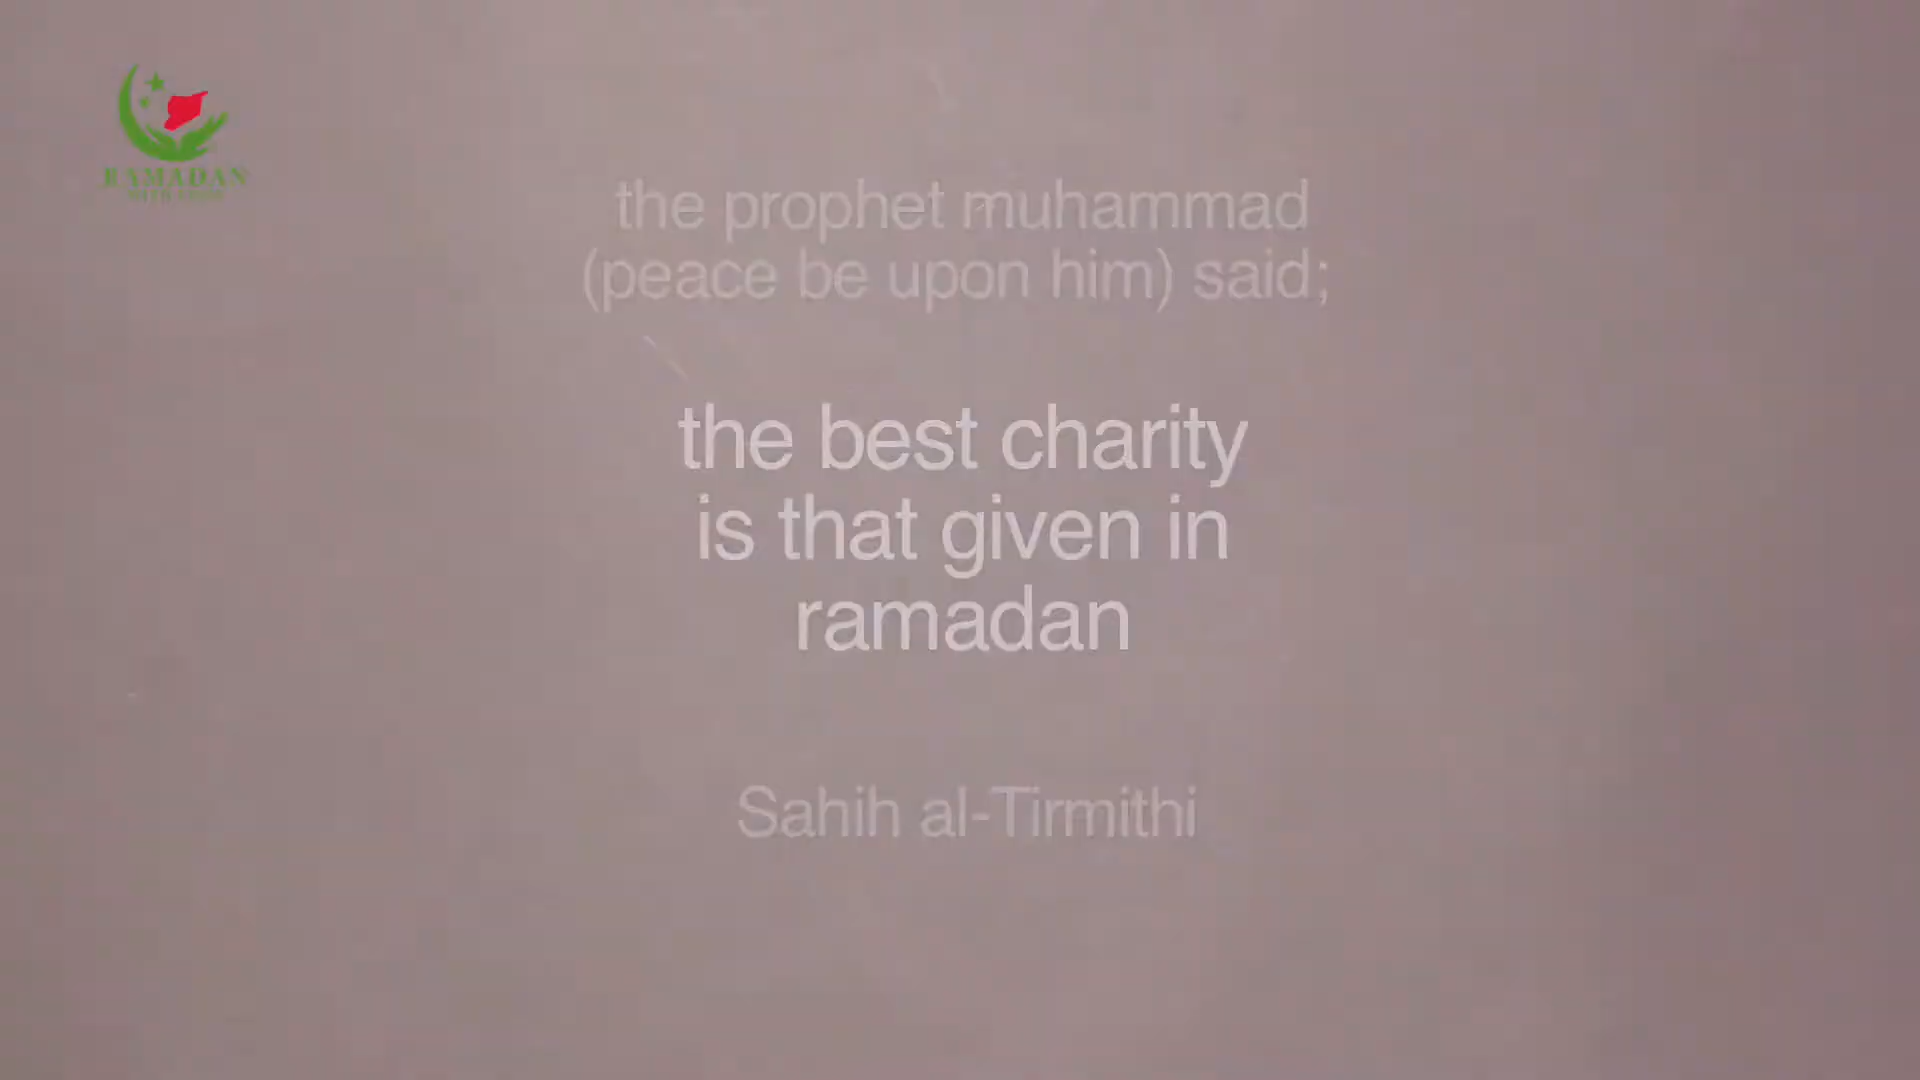 RAMADAN
the prophet muhammad
(peace be upon him) said;
the best charity
is that given in
ramadan
Sahih al-Tirmithi